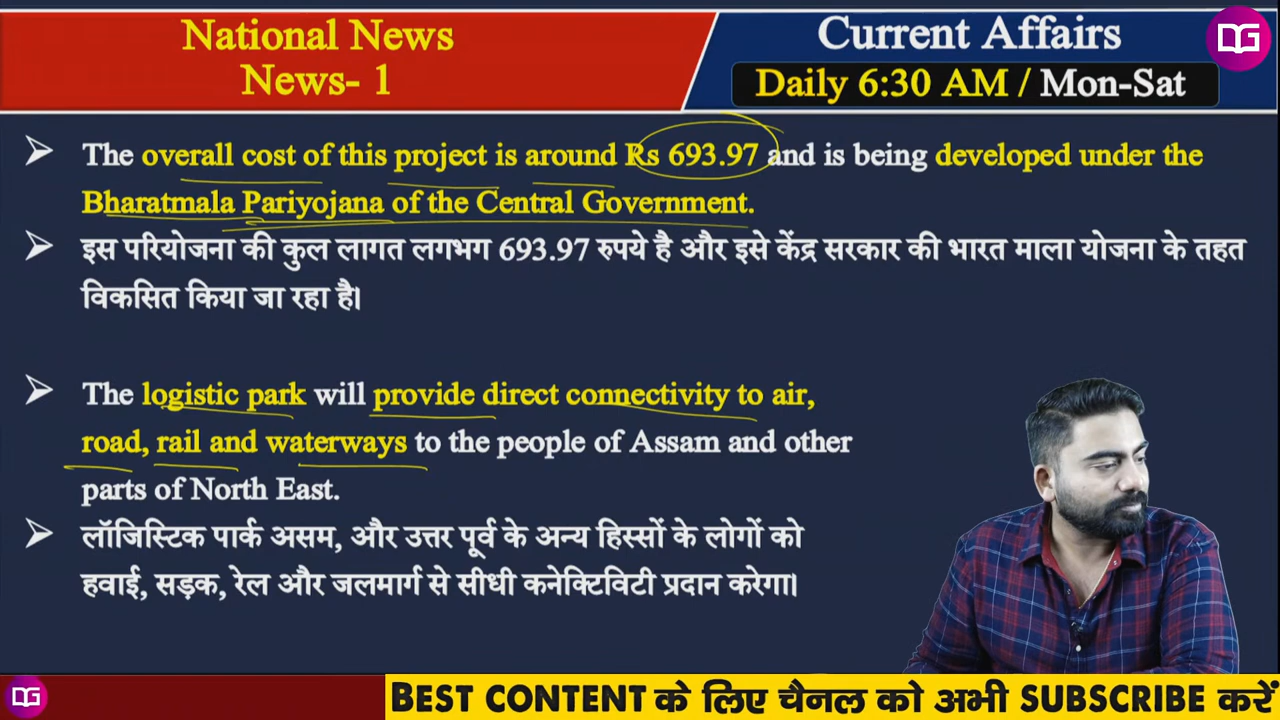 National News
News- 1
Current Affairs
Daily 6:30 AM / Mon-Sat
DG
The overall cost of this project is around Rs 693.97 and is being developed under the
Bharatmala Pariyojana of the Central Government.
इस परियोजना की कुल लागत लगभग 693.97 रुपये है और इसे केंद्र सरकार की भारत माला योजना के तहत
विकसित किया जा रहा है।
The logistic park will provide direct connectivity to air,
road, rail and waterways to the people of Assam and other
parts of North East.
लॉजिस्टिक पार्क असम, और उत्तर पूर्व के अन्य हिस्सों के लोगों को
हवाई, सड़क, रेल और जलमार्ग से सीधी कनेक्टिविटी प्रदान करेगा।
DG
BEST CONTENT के लिए चैनल को अभी SUBSCRIBE करें